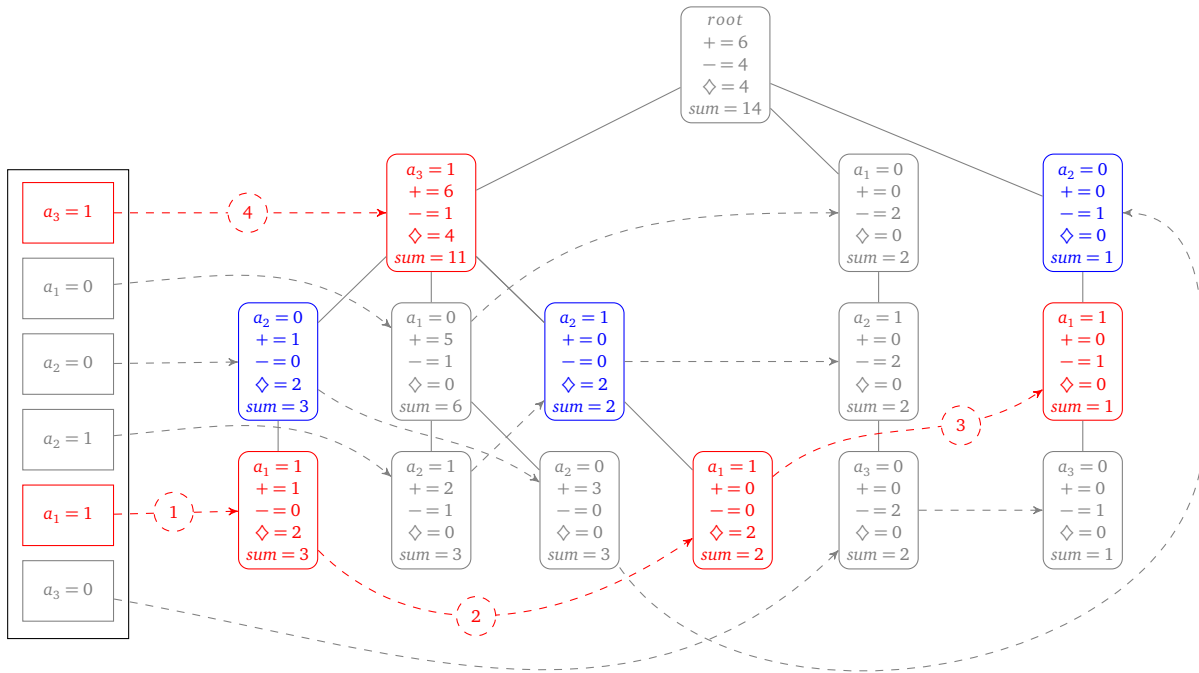 root
+ = 6
− = 4
◇ = 4
sum = 14
a₃ = 1
+ = 6
− = 1
◇ = 4
sum = 11
a₁ = 0
+ = 0
− = 2
◇ = 0
sum = 2
a₂ = 0
+ = 0
− = 1
◇ = 0
sum = 1
a₃ = 1
4
a₁ = 0
a₂ = 0
a₂ = 1
a₁ = 1
a₃ = 0
a₂ = 0
+ = 1
− = 0
◇ = 2
sum = 3
a₁ = 0
+ = 5
− = 1
◇ = 0
sum = 6
a₂ = 1
+ = 0
− = 0
◇ = 2
sum = 2
a₂ = 1
+ = 0
− = 2
◇ = 0
sum = 2
a₁ = 1
+ = 0
− = 1
◇ = 0
sum = 1
3
1
a₁ = 1
+ = 1
− = 0
◇ = 2
sum = 3
a₂ = 1
+ = 2
− = 1
◇ = 0
sum = 3
a₂ = 0
+ = 3
− = 0
◇ = 0
sum = 3
a₁ = 1
+ = 0
− = 0
◇ = 2
sum = 2
a₃ = 0
+ = 0
− = 2
◇ = 0
sum = 2
a₃ = 0
+ = 0
− = 1
◇ = 0
sum = 1
2